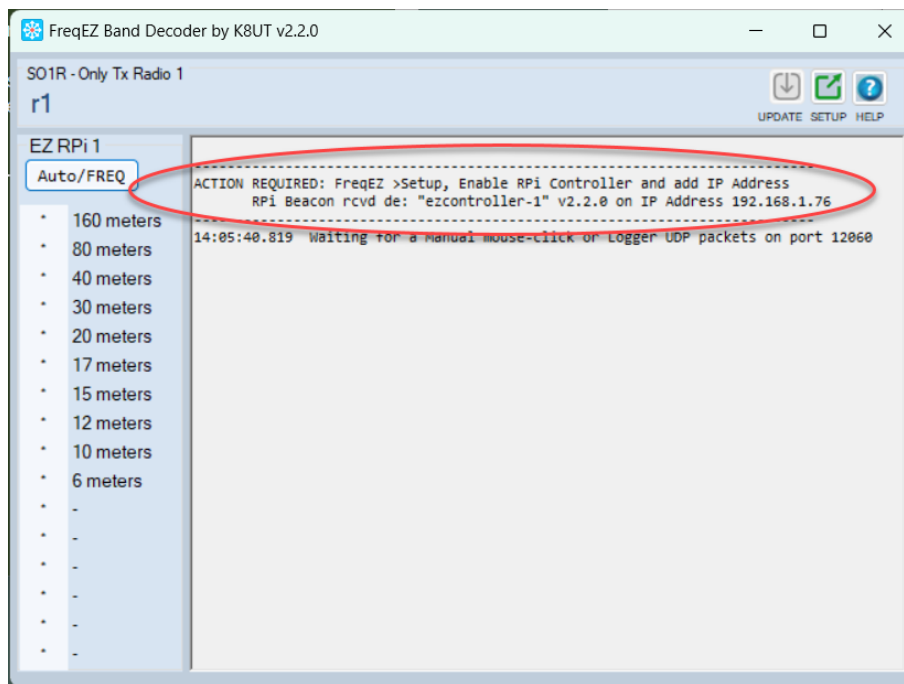 FreqEZ Band Decoder by K8UT v2.2.0
SO1R - Only Tx Radio 1
r1
UPDATE SETUP HELP
EZ RPi 1
Auto/FREQ
--------------------------------------------------------------------------------
ACTION REQUIRED: FreqEZ >Setup, Enable RPi Controller and add IP Address
RPi Beacon rcvd de: "ezcontroller-1" v2.2.0 on IP Address 192.168.1.76
--------------------------------------------------------------------------------
14:05:40.819 Waiting for a Manual mouse-click or Logger UDP packets on port 12060
* 160 meters
* 80 meters
* 40 meters
* 30 meters
* 20 meters
* 17 meters
* 15 meters
* 12 meters
* 10 meters
* 6 meters
* -
* -
* -
* -
* -
* -